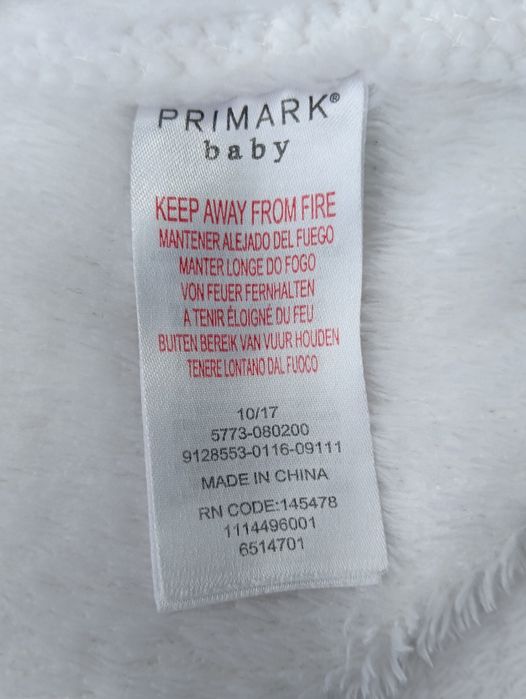 PRIMARK®
baby
KEEP AWAY FROM FIRE
MANTENER ALEJADO DEL FUEGO
MANTER LONGE DO FOGO
VON FEUER FERNHALTEN
A TENIR ÉLOIGNÉ DU FEU
BUITEN BEREIK VAN VUUR HOUDEN
TENERE LONTANO DAL FUOCO
10/17
5773-080200
9128553-0116-09111
MADE IN CHINA
RN CODE:145478
1114496001
6514701